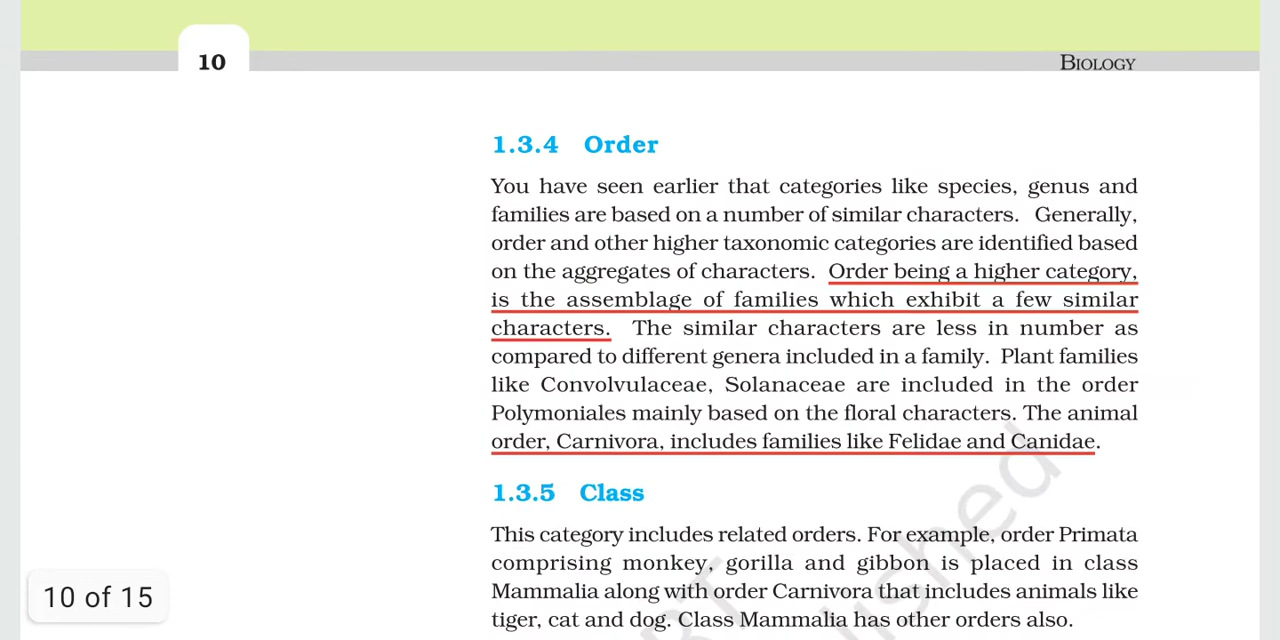 10
BIOLOGY
1.3.4 Order
You have seen earlier that categories like species, genus and
families are based on a number of similar characters. Generally,
order and other higher taxonomic categories are identified based
on the aggregates of characters. Order being a higher category,
is the assemblage of families which exhibit a few similar
characters. The similar characters are less in number as
compared to different genera included in a family. Plant families
like Convolvulaceae, Solanaceae are included in the order
Polymoniales mainly based on the floral characters. The animal
order, Carnivora, includes families like Felidae and Canidae.
1.3.5 Class
This category includes related orders. For example, order Primata
comprising monkey, gorilla and gibbon is placed in class
Mammalia along with order Carnivora that includes animals like
tiger, cat and dog. Class Mammalia has other orders also.
10 of 15